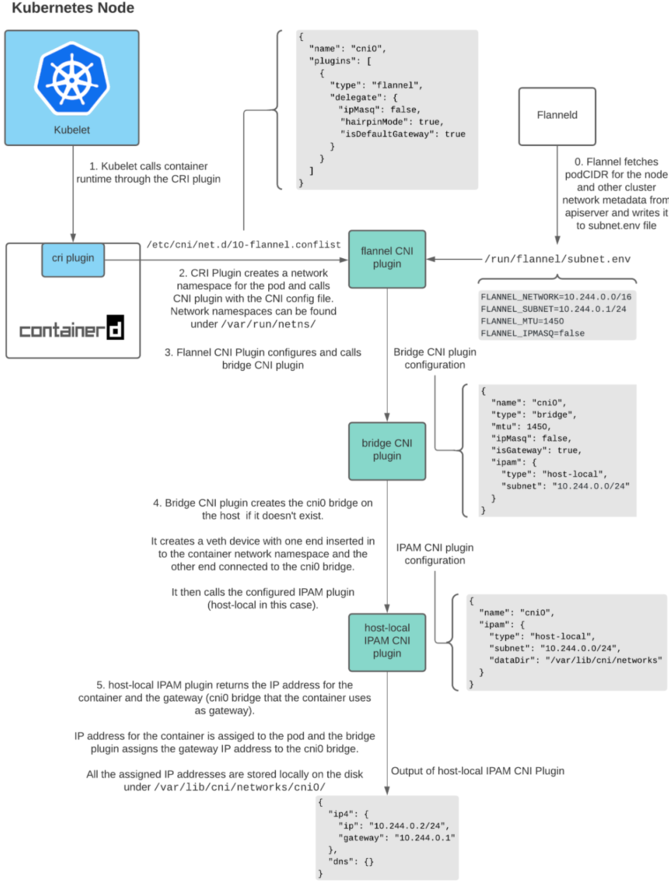 Kubernetes Node
Kubelet
1. Kubelet calls container
runtime through the CRI plugin
{
"name": "cni0",
"plugins": [
{
"type": "flannel",
"delegate": {
"ipMasq": false,
"hairpinMode": true,
"isDefaultGateway": true
}
}
]
}
Flanneld
0. Flannel fetches
podCIDR for the node
and other cluster
network metadata from
apiserver and writes it
to subnet.env file
cri plugin
containerd
/etc/cni/net.d/10-flannel.conflist
flannel CNI
plugin
/run/flannel/subnet.env
FLANNEL_NETWORK=10.244.0.0/16
FLANNEL_SUBNET=10.244.0.1/24
FLANNEL_MTU=1450
FLANNEL_IPMASQ=false
2. CRI Plugin creates a network
namespace for the pod and calls
CNI plugin with the CNI config file.
Network namespaces can be found
under /var/run/netns/
3. Flannel CNI Plugin configures and calls
bridge CNI plugin
Bridge CNI plugin
configuration
{
"name": "cni0",
"type": "bridge",
"mtu": 1450,
"ipMasq": false,
"isGateway": true,
"ipam": {
"type": "host-local",
"subnet": "10.244.0.0/24"
}
}
bridge CNI
plugin
4. Bridge CNI plugin creates the cni0 bridge on
the host if it doesn't exist.
It creates a veth device with one end inserted in
to the container network namespace and the
other end connected to the cni0 bridge.
It then calls the configured IPAM plugin
(host-local in this case).
IPAM CNI plugin
configuration
{
"name": "cni0",
"ipam": {
"type": "host-local",
"subnet": "10.244.0.0/24",
"dataDir": "/var/lib/cni/networks"
}
}
host-local
IPAM CNI
plugin
5. host-local IPAM plugin returns the IP address for the
container and the gateway (cni0 bridge that the container uses
as gateway).
IP address for the container is assiged to the pod and the bridge
plugin assigns the gateway IP address to the cni0 bridge.
All the assigned IP addresses are stored locally on the disk
under /var/lib/cni/networks/cni0/
Output of host-local IPAM CNI Plugin
{
"ip4": {
"ip": "10.244.0.2/24",
"gateway": "10.244.0.1"
},
"dns": {}
}